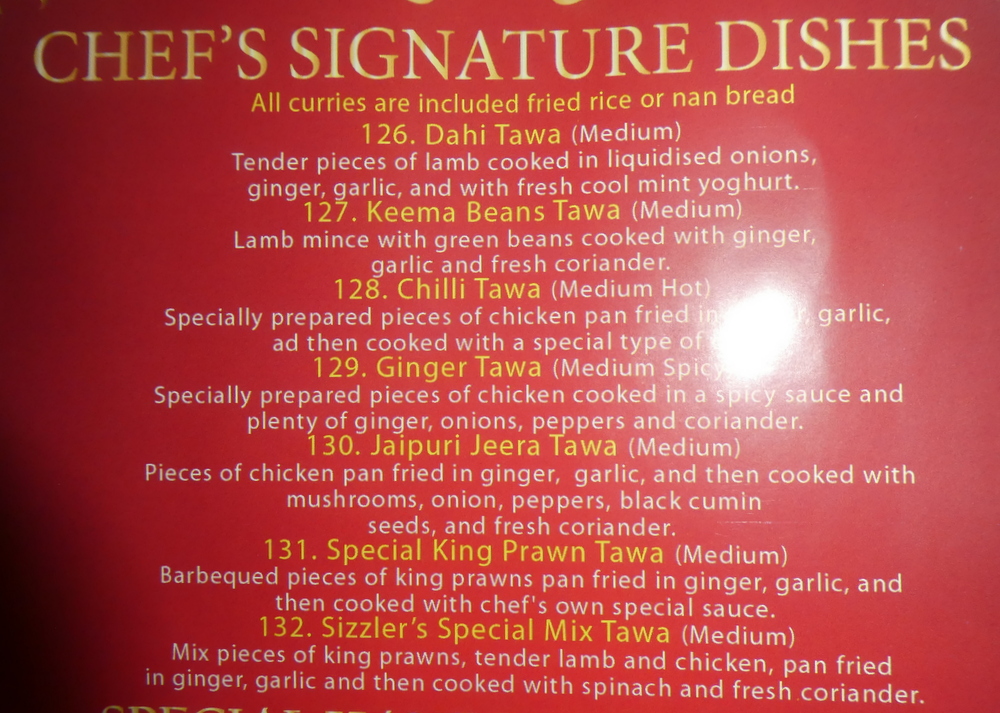 CHEF'S SIGNATURE DISHES
All curries are included fried rice or nan bread
126. Dahi Tawa (Medium)
Tender pieces of lamb cooked in liquidised onions,
ginger, garlic, and with fresh cool mint yoghurt.
127. Keema Beans Tawa (Medium)
Lamb mince with green beans cooked with ginger,
garlic and fresh coriander.
128. Chilli Tawa (Medium Hot)
Specially prepared pieces of chicken pan fried in garlic,
ad then cooked with a special type of
129. Ginger Tawa (Medium Spicy
Specially prepared pieces of chicken cooked in a spicy sauce and
plenty of ginger, onions, peppers and coriander.
130. Jaipuri Jeera Tawa (Medium)
Pieces of chicken pan fried in ginger, garlic, and then cooked with
mushrooms, onion, peppers, black cumin
seeds, and fresh coriander.
131. Special King Prawn Tawa (Medium)
Barbequed pieces of king prawns pan fried in ginger, garlic, and
then cooked with chef's own special sauce.
132. Sizzler's Special Mix Tawa (Medium)
Mix pieces of king prawns, tender lamb and chicken, pan fried
in ginger, garlic and then cooked with spinach and fresh coriander.